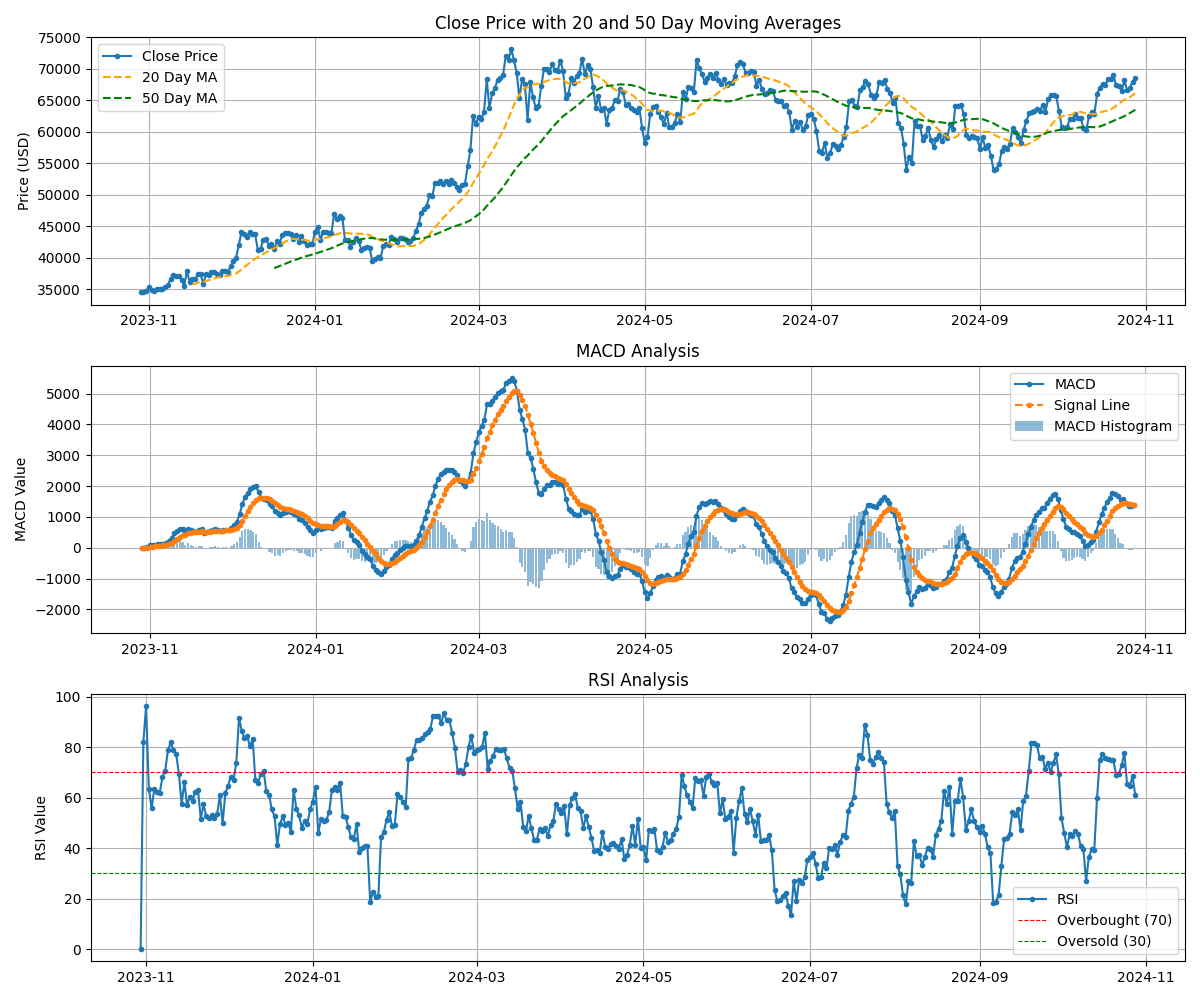 Close Price with 20 and 50 Day Moving Averages
Price (USD)
75000
70000
65000
60000
55000
50000
45000
40000
35000
Close Price
20 Day MA
50 Day MA
2023-11 2024-01 2024-03 2024-05 2024-07 2024-09 2024-11
MACD Analysis
MACD Value
5000
4000
3000
2000
1000
0
−1000
−2000
MACD
Signal Line
MACD Histogram
2023-11 2024-01 2024-03 2024-05 2024-07 2024-09 2024-11
RSI Analysis
RSI Value
100
80
60
40
20
0
RSI
Overbought (70)
Oversold (30)
2023-11 2024-01 2024-03 2024-05 2024-07 2024-09 2024-11